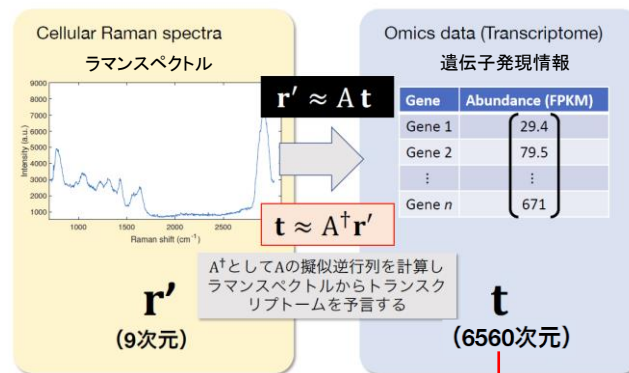 Cellular Raman spectra
ラマンスペクトル
9000
8000
7000
6000
5000
4000
3000
2000
1000
Intensity (a.u.)
1000
1500
2000
2500
Raman shift (cm⁻¹)
r′
(9次元)
r′ ≈ A t
t ≈ A†r′
A†としてAの擬似逆行列を計算し
ラマンスペクトルからトランスク
リプトームを予言する
Omics data (Transcriptome)
遺伝子発現情報
Gene Abundance (FPKM)
Gene 1 29.4
Gene 2 79.5
⋮ ⋮
Gene n 671
t
(6560次元)